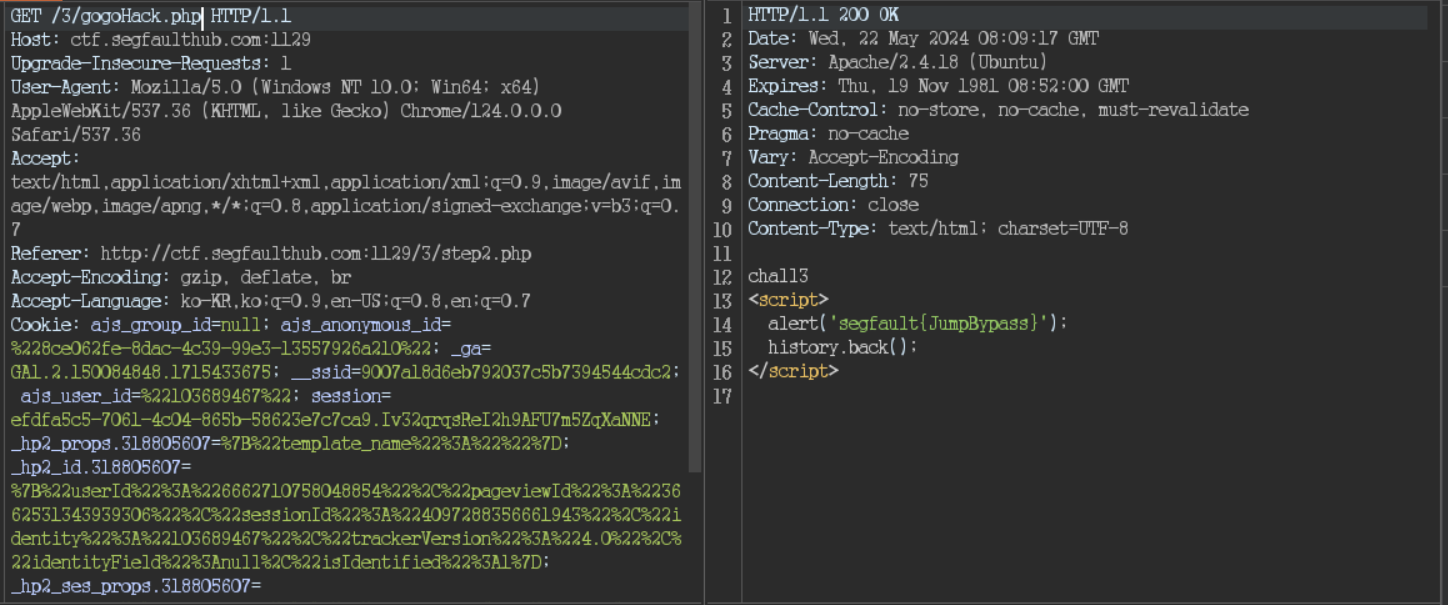 GET /3/gogoHack.php HTTP/1.1
Host: ctf.segfaulthub.com:1129
Upgrade-Insecure-Requests: 1
User-Agent: Mozilla/5.0 (Windows NT 10.0; Win64; x64)
AppleWebKit/537.36 (KHTML, like Gecko) Chrome/124.0.0.0
Safari/537.36
Accept:
text/html,application/xhtml+xml,application/xml;q=0.9,image/avif,im
age/webp,image/apng,*/*;q=0.8,application/signed-exchange;v=b3;q=0.
7
Referer: http://ctf.segfaulthub.com:1129/3/step2.php
Accept-Encoding: gzip, deflate, br
Accept-Language: ko-KR,ko;q=0.9,en-US;q=0.8,en;q=0.7
Cookie: ajs_group_id=null; ajs_anonymous_id=
%228ce062fe-8dac-4c39-99e3-13557926a210%22; _ga=
GA1.2.150084848.1715433675; __ssid=9007a18d6eb792037c5b7394544cdc2;
ajs_user_id=%22103689467%22; session=
efdfa5c5-7061-4c04-865b-58623e7c7ca9.Iv32qrqsReI2h9AFU7m5ZqXaNNE;
_hp2_props.318805607=%7B%22template_name%22%3A%22%22%7D;
_hp2_id.318805607=
%7B%22userId%22%3A%226662710758048854%22%2C%22pageviewId%22%3A%2236
62531343939306%22%2C%22sessionId%22%3A%224097288356661943%22%2C%22i
dentity%22%3A%22103689467%22%2C%22trackerVersion%22%3A%224.0%22%2C%
22identityField%22%3Anull%2C%22isIdentified%22%3A1%7D;
_hp2_ses_props.318805607=
1 HTTP/1.1 200 OK
2 Date: Wed, 22 May 2024 08:09:17 GMT
3 Server: Apache/2.4.18 (Ubuntu)
4 Expires: Thu, 19 Nov 1981 08:52:00 GMT
5 Cache-Control: no-store, no-cache, must-revalidate
6 Pragma: no-cache
7 Vary: Accept-Encoding
8 Content-Length: 75
9 Connection: close
10 Content-Type: text/html; charset=UTF-8
11
12 chall3
13 <script>
14 alert('segfault{JumpBypass}');
15 history.back();
16 </script>
17